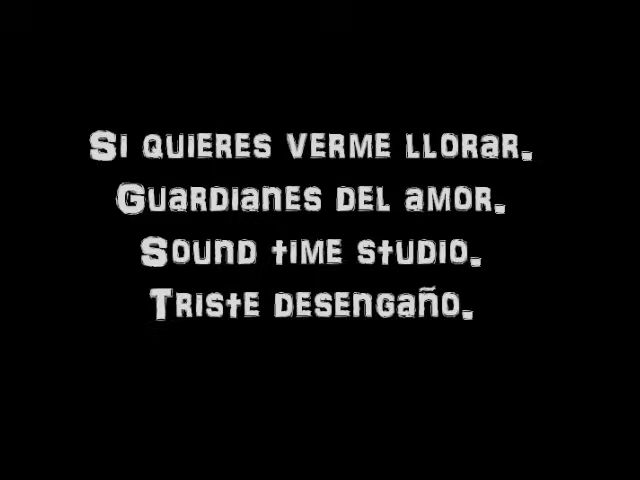 Si quieres verme llorar.
Guardianes del amor.
Sound time studio.
Triste desengaño.